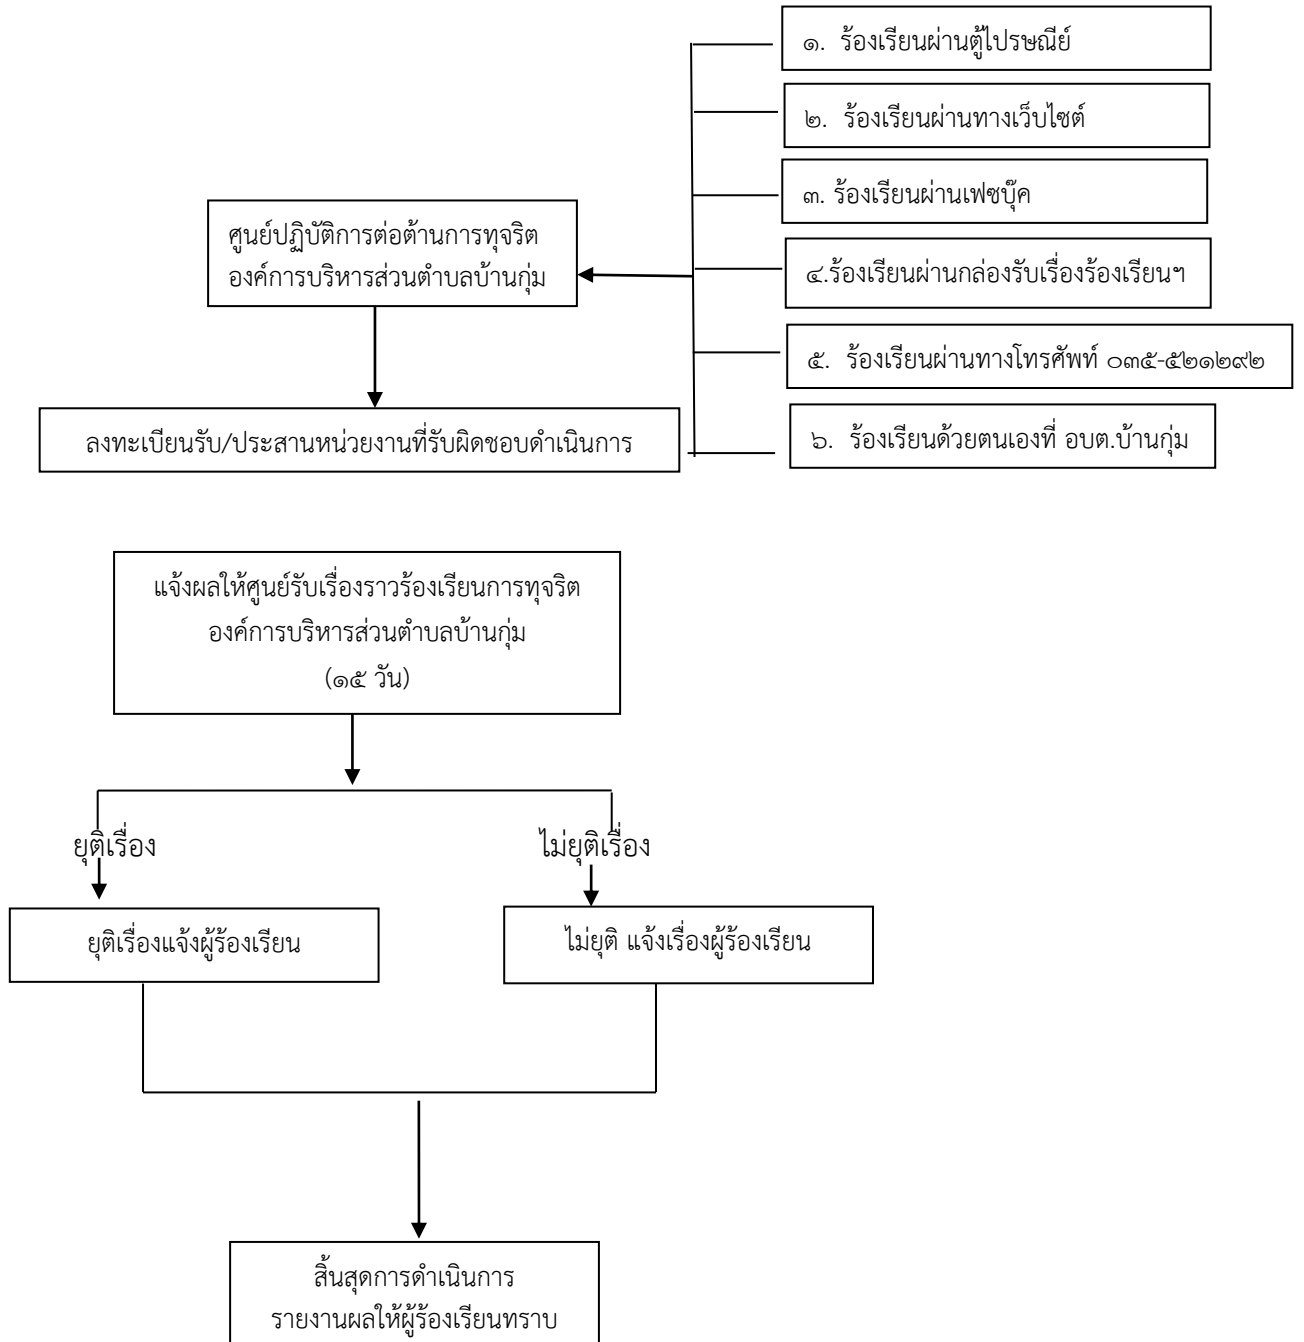 ๑. ร้องเรียนผ่านตู้ไปรษณีย์
๒. ร้องเรียนผ่านทางเว็บไซต์
๓. ร้องเรียนผ่านเฟซบุ๊ค
ศูนย์ปฏิบัติการต่อต้านการทุจริต
องค์การบริหารส่วนตำบลบ้านกุ่ม
๔.ร้องเรียนผ่านกล่องรับเรื่องร้องเรียนฯ
๕. ร้องเรียนผ่านทางโทรศัพท์ ๐๓๕-๕๒๑๒๙๒
๖. ร้องเรียนด้วยตนเองที่ อบต.บ้านกุ่ม
ลงทะเบียนรับ/ประสานหน่วยงานที่รับผิดชอบดำเนินการ
แจ้งผลให้ศูนย์รับเรื่องราวร้องเรียนการทุจริต
องค์การบริหารส่วนตำบลบ้านกุ่ม
(๑๕ วัน)
ยุติเรื่อง
ไม่ยุติเรื่อง
ยุติเรื่องแจ้งผู้ร้องเรียน
ไม่ยุติ แจ้งเรื่องผู้ร้องเรียน
สิ้นสุดการดำเนินการ
รายงานผลให้ผู้ร้องเรียนทราบ